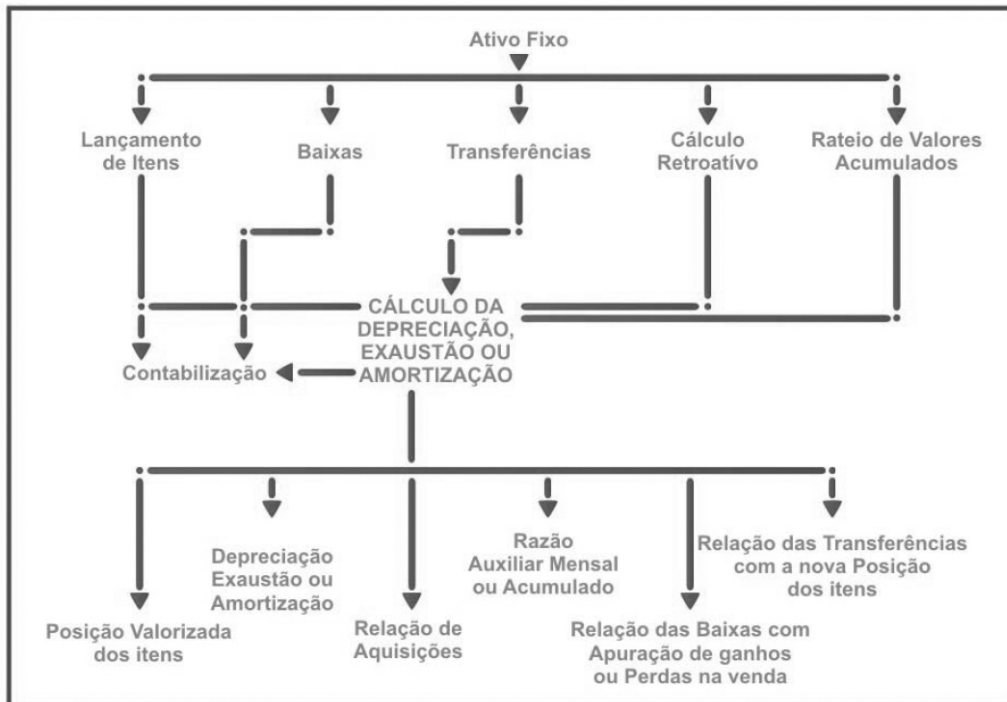 Ativo Fixo
Lançamento
de Itens
Baixas
Transferências
Cálculo
Retroatívo
Rateio de Valores
Acumulados
CÁLCULO DA
DEPRECIAÇÃO,
EXAUSTÃO OU
AMORTIZAÇÃO
Contabilização
Posição Valorizada
dos itens
Depreciação
Exaustão ou
Amortização
Relação de
Aquisições
Razão
Auxiliar Mensal
ou Acumulado
Relação das Baixas com
Apuração de ganhos
ou Perdas na venda
Relação das Transferências
com a nova Posição
dos itens